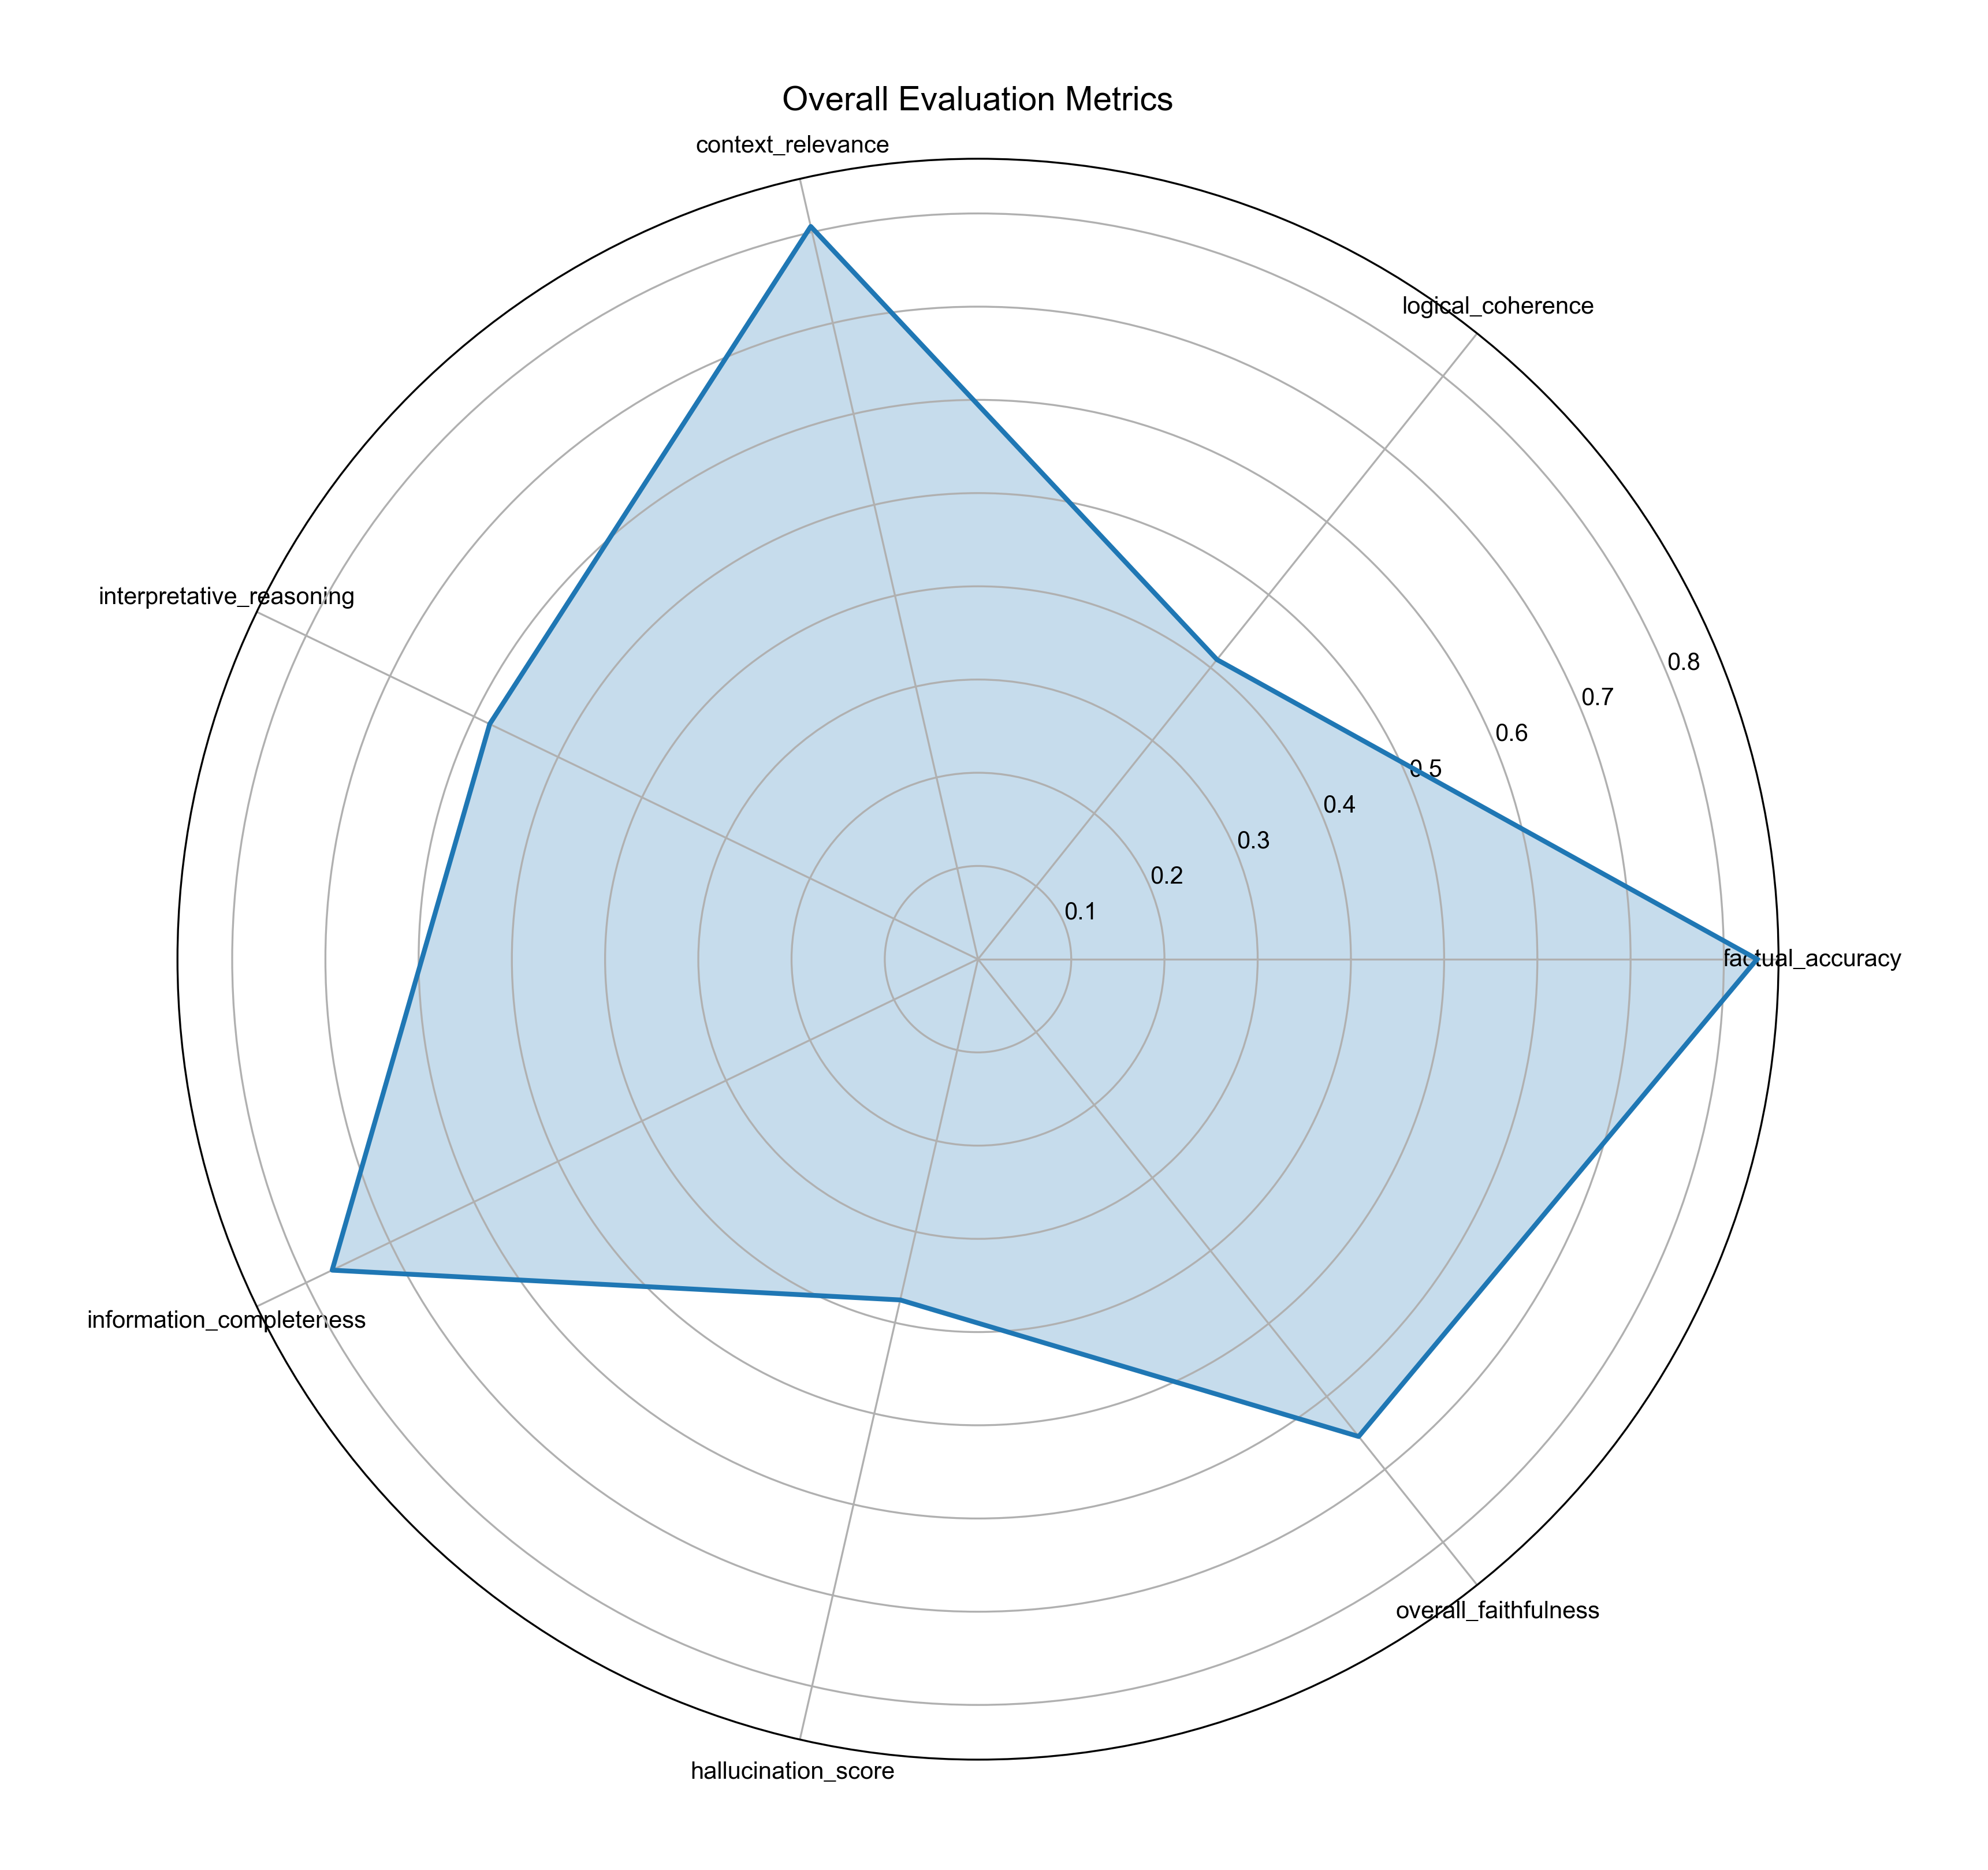 Overall Evaluation Metrics
context_relevance
logical_coherence
interpretative_reasoning
0.8
0.7
0.6
0.5
0.4
0.3
0.2
0.1
factual_accuracy
information_completeness
overall_faithfulness
hallucination_score